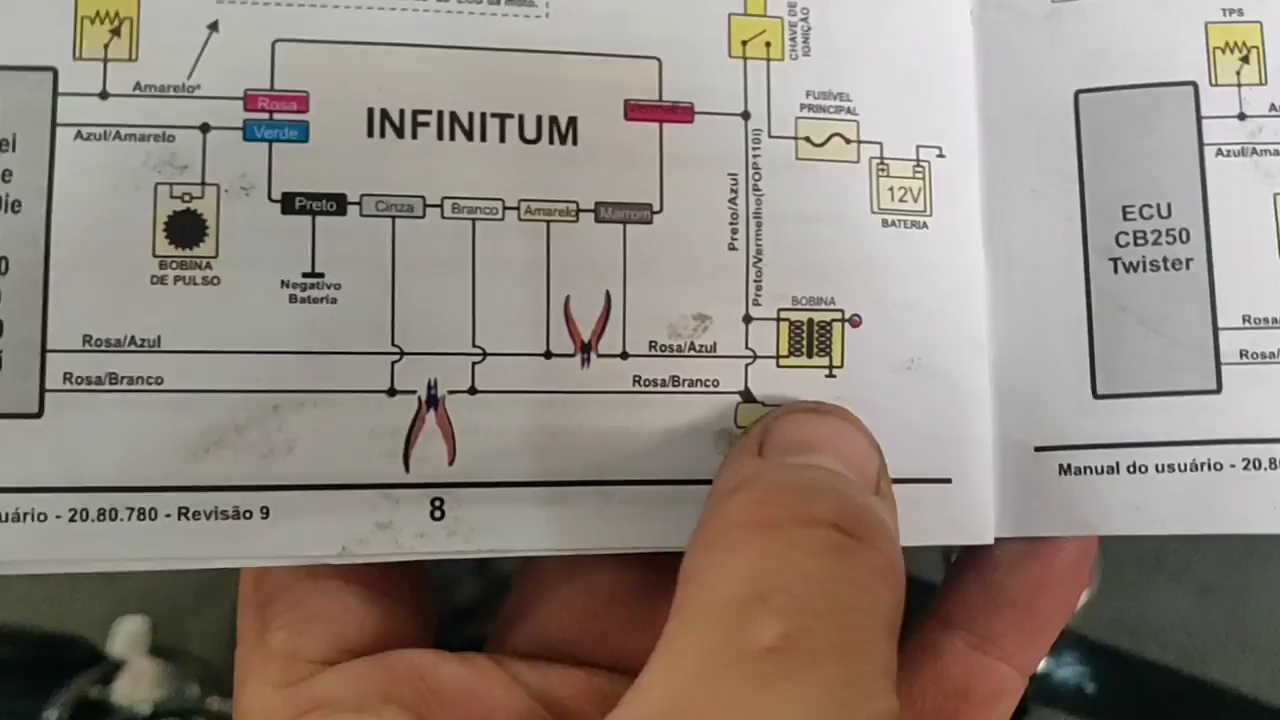 CHAVE DE
IGNIÇÃO
TPS
Amarelo*
Rosa
INFINITUM
FUSÍVEL
PRINCIPAL
Azul/Amarelo
Verde
Preto/Azul
Preto/Vermelho(POP110i)
12V
BATERIA
Preto
Cinza
Branco
Amarelo
Marrom
BOBINA
DE PULSO
Negativo
Bateria
BOBINA
Rosa/Azul
Rosa/Azul
Rosa/Branco
Rosa/Branco
ECU
CB250
Twister
Azul/Ama
Rosa
Rosa/
uário - 20.80.780 - Revisão 9
8
Manual do usuário - 20.8